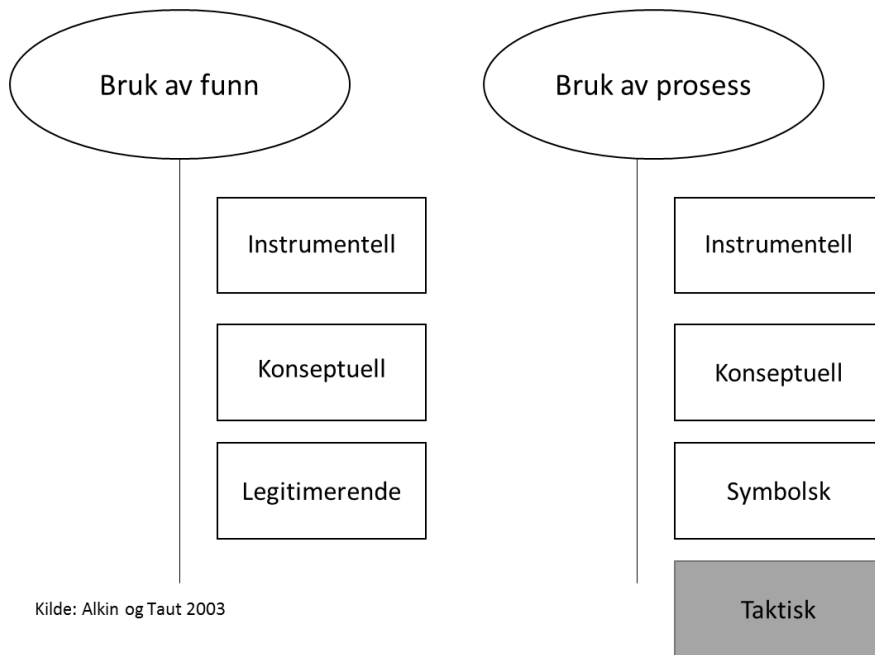 Bruk av funn
Bruk av prosess
Instrumentell
Instrumentell
Konseptuell
Konseptuell
Legitimerende
Symbolsk
Kilde: Alkin og Taut 2003
Taktisk